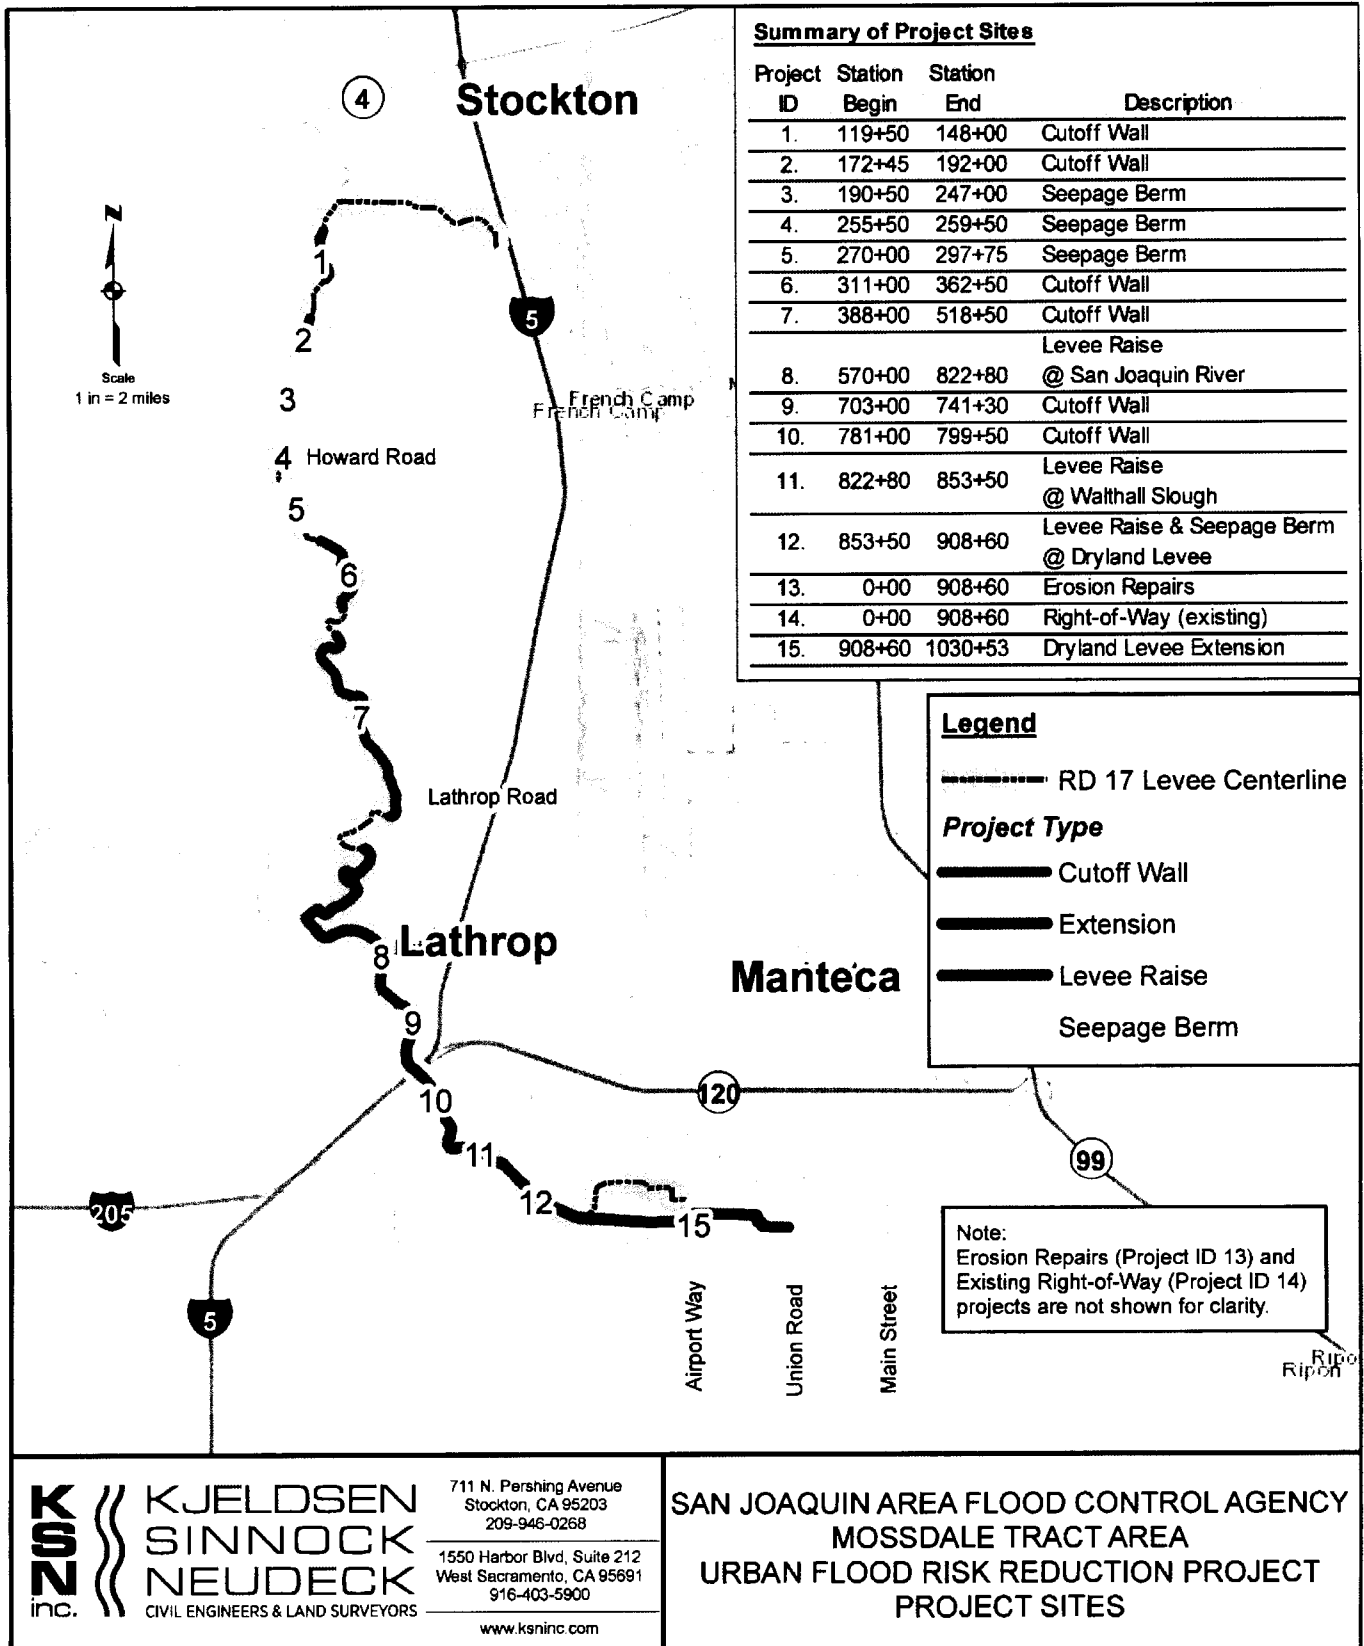 Summary of Project Sites
Project ID Station Begin Station End Description
1. 119+50 148+00 Cutoff Wall
2. 172+45 192+00 Cutoff Wall
3. 190+50 247+00 Seepage Berm
4. 255+50 259+50 Seepage Berm
5. 270+00 297+75 Seepage Berm
6. 311+00 362+50 Cutoff Wall
7. 388+00 518+50 Cutoff Wall
8. 570+00 822+80 Levee Raise @ San Joaquin River
9. 703+00 741+30 Cutoff Wall
10. 781+00 799+50 Cutoff Wall
11. 822+80 853+50 Levee Raise @ Walthall Slough
12. 853+50 908+60 Levee Raise & Seepage Berm @ Dryland Levee
13. 0+00 908+60 Erosion Repairs
14. 0+00 908+60 Right-of-Way (existing)
15. 908+60 1030+53 Dryland Levee Extension
4
Stockton
N
Scale
1 in = 2 miles
1
2
5
3
French Camp
French Camp
4 Howard Road
5
6
7
Lathrop Road
8
Lathrop
Manteca
9
10
120
11
99
12
15
205
5
Airport Way
Union Road
Main Street
Ripon
Legend
RD 17 Levee Centerline
Project Type
Cutoff Wall
Extension
Levee Raise
Seepage Berm
Note:
Erosion Repairs (Project ID 13) and
Existing Right-of-Way (Project ID 14)
projects are not shown for clarity.
KSN
inc.
KJELDSEN
SINNOCK
NEUDECK
CIVIL ENGINEERS & LAND SURVEYORS
711 N. Pershing Avenue
Stockton, CA 95203
209-946-0268
1550 Harbor Blvd, Suite 212
West Sacramento, CA 95691
916-403-5900
www.ksninc.com
SAN JOAQUIN AREA FLOOD CONTROL AGENCY
MOSSDALE TRACT AREA
URBAN FLOOD RISK REDUCTION PROJECT
PROJECT SITES